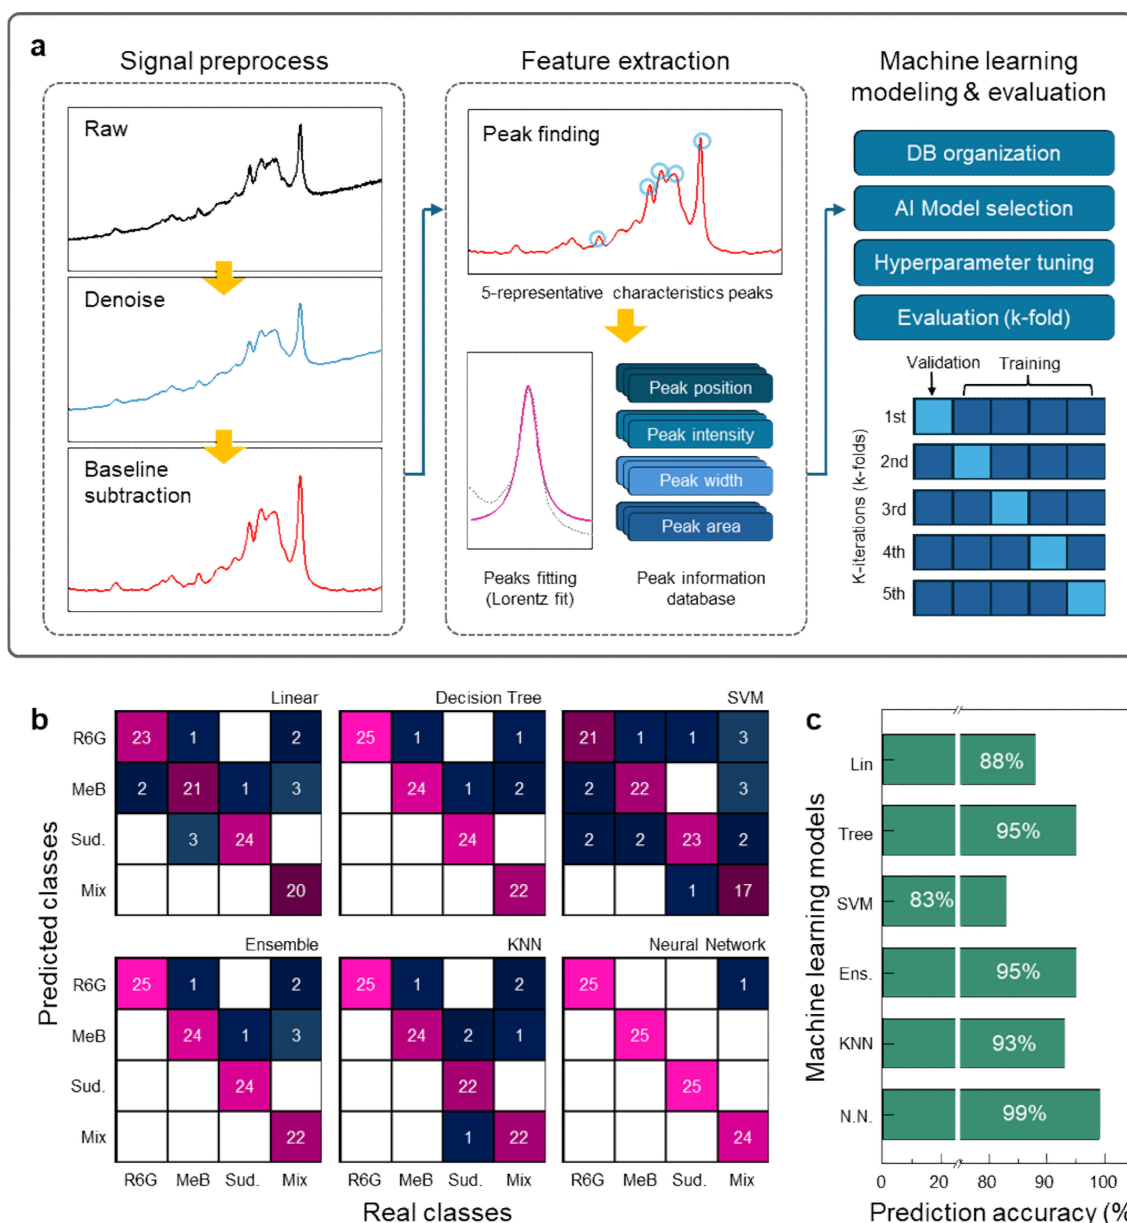 a
Signal preprocess
Raw
Denoise
Baseline
subtraction
Feature extraction
Peak finding
5-representative characteristics peaks
Peak position
Peak intensity
Peak width
Peak area
Peaks fitting
(Lorentz fit)
Peak information
database
Machine learning
modeling & evaluation
DB organization
AI Model selection
Hyperparameter tuning
Evaluation (k-fold)
Validation Training
K-iterations (k-folds)
1st
2nd
3rd
4th
5th
b
Predicted classes
Linear
R6G 23 1 2
MeB 2 21 1 3
Sud. 3 24
Mix 20
Decision Tree
25 1 1
24 1 2
24
22
SVM
21 1 1 3
2 22 3
2 2 23 2
1 17
Ensemble
R6G 25 1 2
MeB 24 1 3
Sud. 24
Mix 22
R6G MeB Sud. Mix
KNN
25 1 2
24 2 1
22
1 22
R6G MeB Sud. Mix
Neural Network
25 1
25
25
24
R6G MeB Sud. Mix
Real classes
c
Machine learning models
Lin 88%
Tree 95%
SVM 83%
Ens. 95%
KNN 93%
N.N. 99%
0 20 80 90 100
Prediction accuracy (%